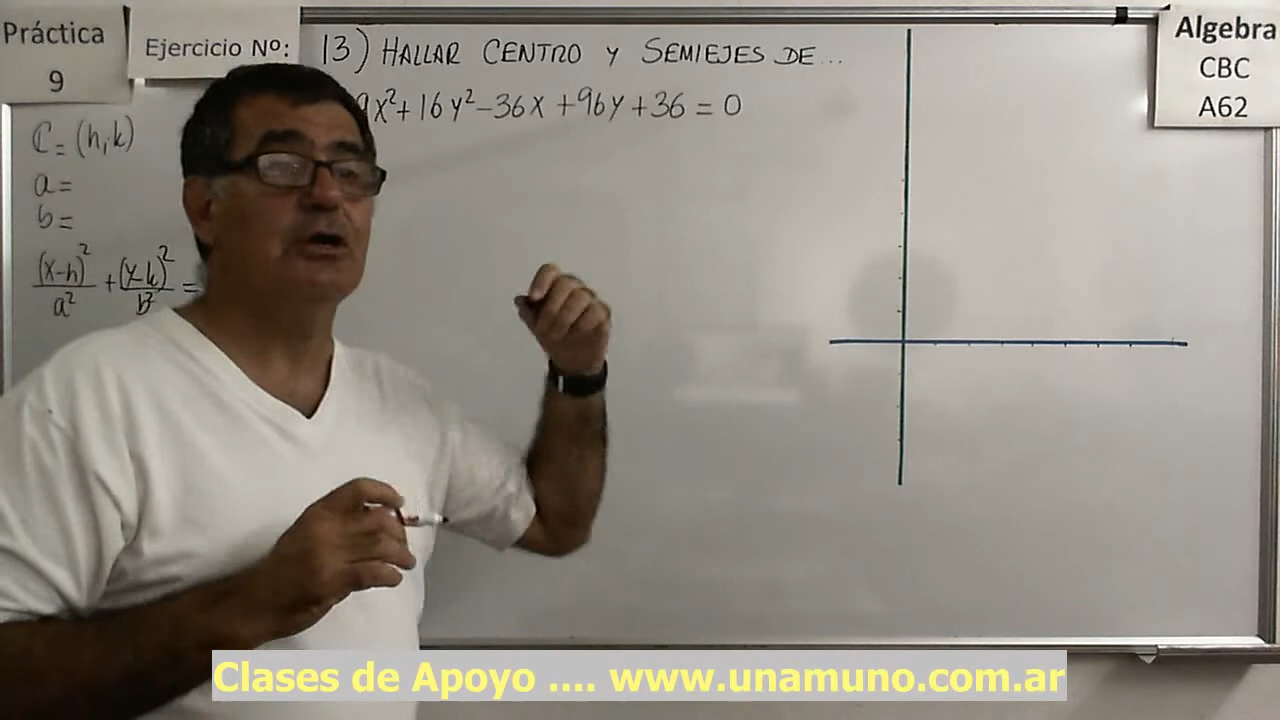 Práctica
9
Ejercicio Nº:
13) HALLAR CENTRO Y SEMIEJES DE...
9x²+16y²-36x+96y+36=0
Algebra
CBC
A62
C=(h,k)
a=
b=
(x-h)²/a² + (y-k)²/b² =
Clases de Apoyo .... www.unamuno.com.ar